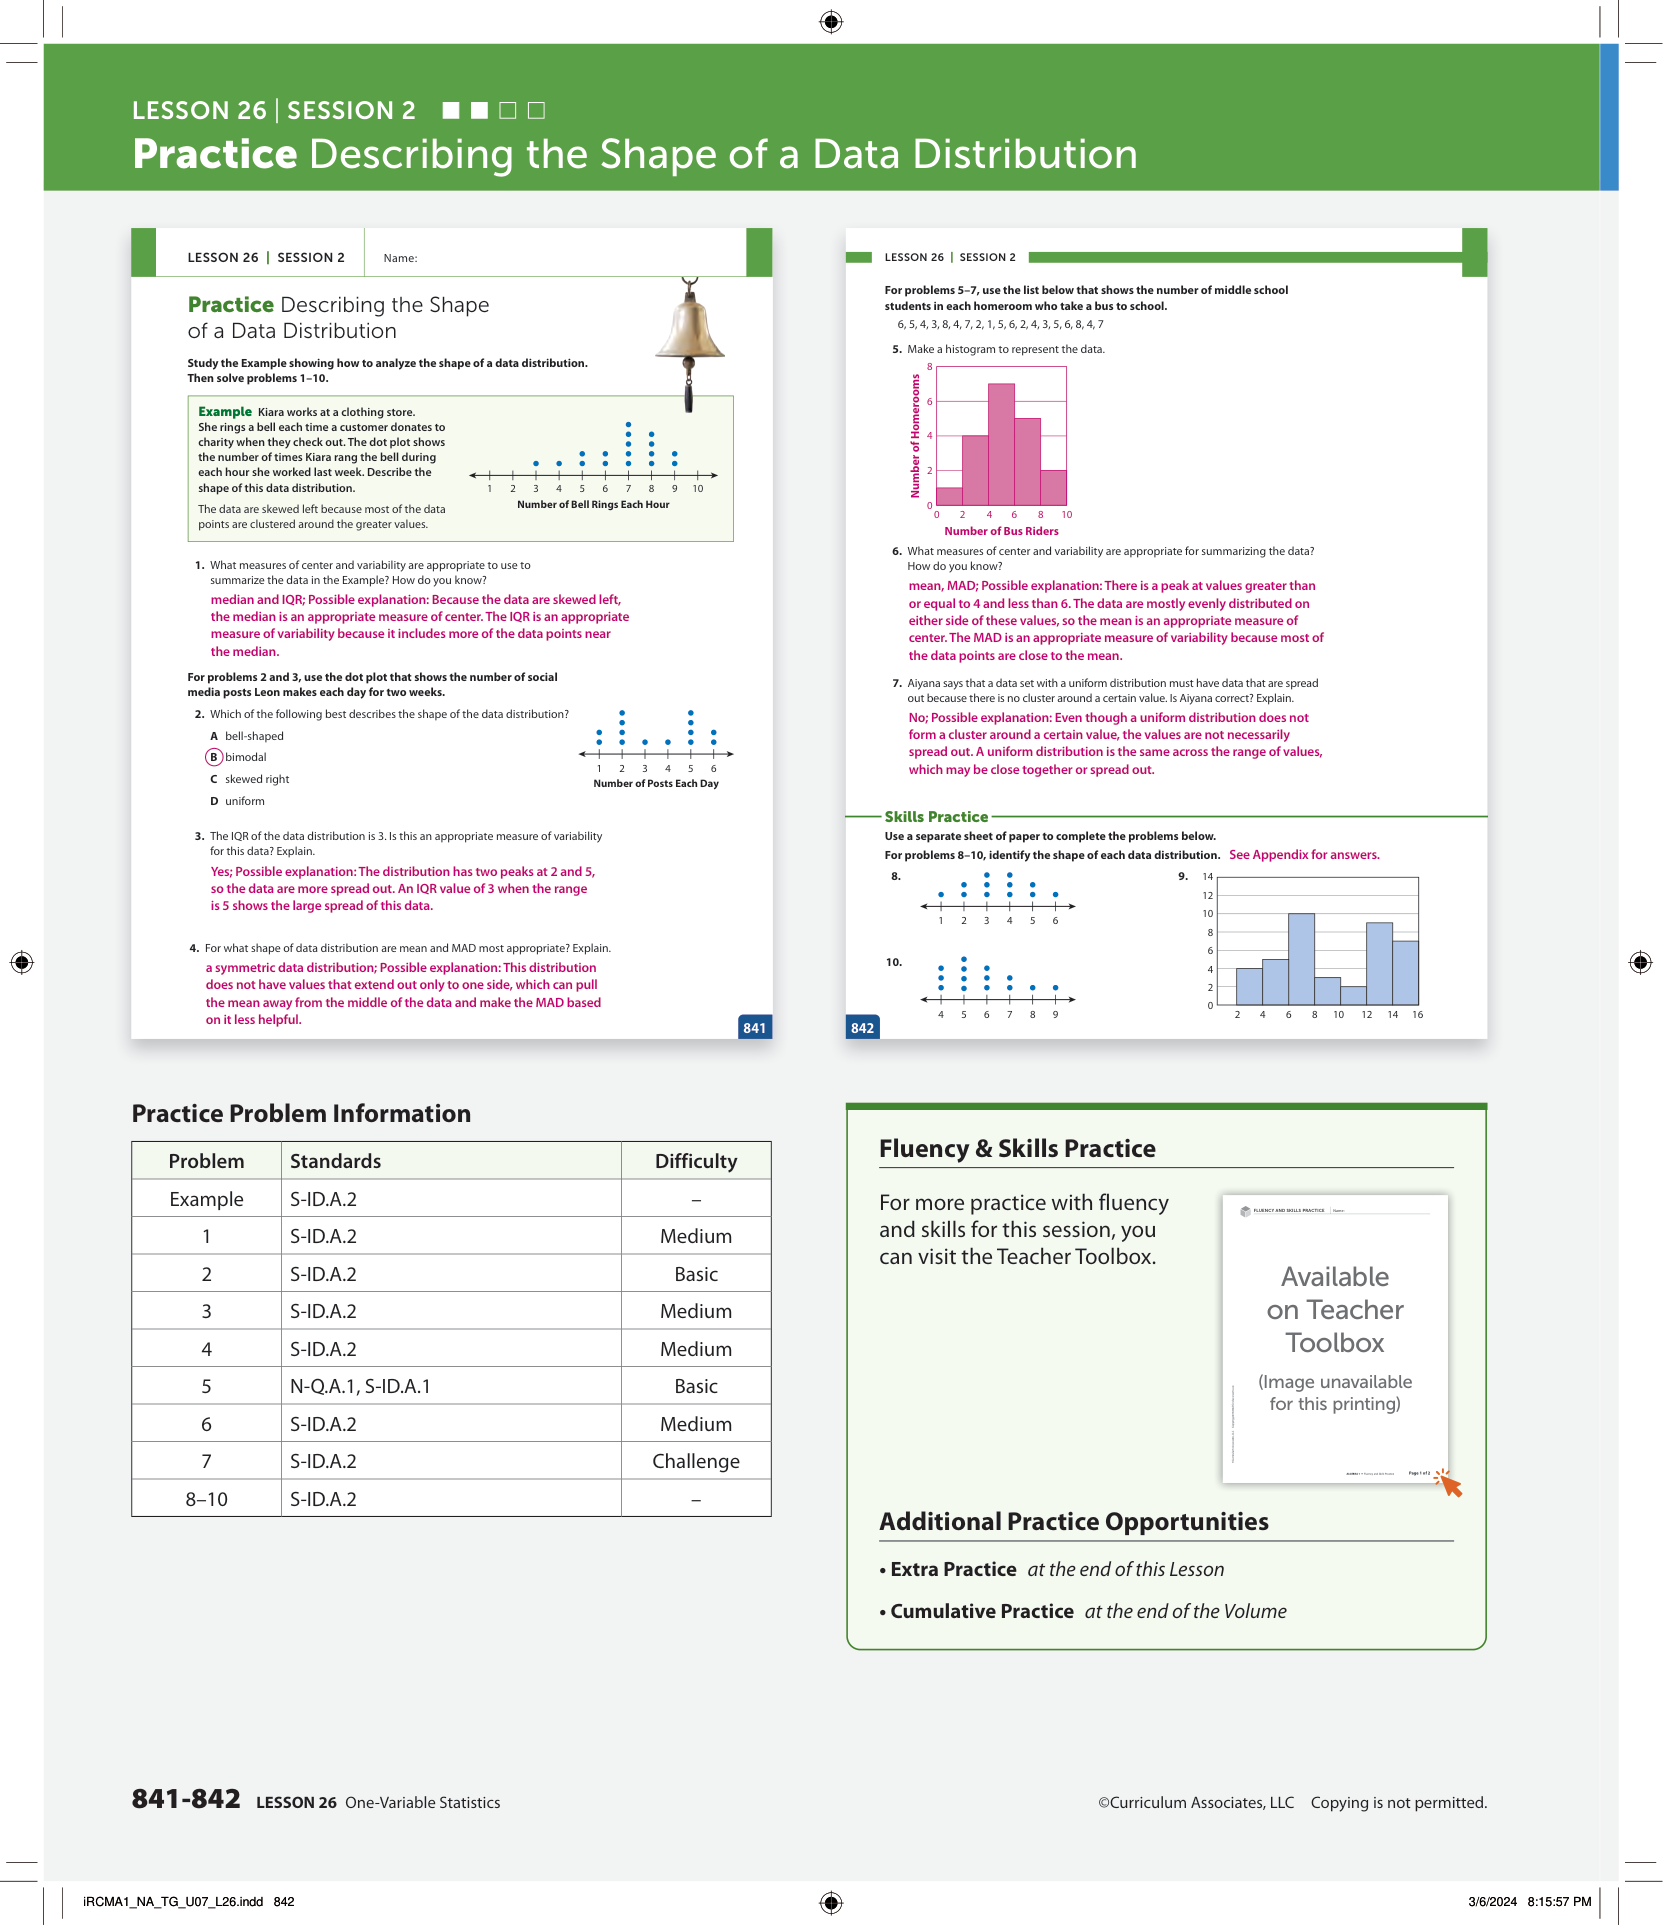 LESSON 26 | SESSION 2
Practice Describing the Shape of a Data Distribution
LESSON 26 | SESSION 2
Name:
Practice Describing the Shape
of a Data Distribution
Study the Example showing how to analyze the shape of a data distribution.
Then solve problems 1–10.
Example Kiara works at a clothing store.
She rings a bell each time a customer donates to
charity when they check out. The dot plot shows
the number of times Kiara rang the bell during
each hour she worked last week. Describe the
shape of this data distribution.
The data are skewed left because most of the data
points are clustered around the greater values.
1 2 3 4 5 6 7 8 9 10
Number of Bell Rings Each Hour
1. What measures of center and variability are appropriate to use to
summarize the data in the Example? How do you know?
median and IQR; Possible explanation: Because the data are skewed left,
the median is an appropriate measure of center. The IQR is an appropriate
measure of variability because it includes more of the data points near
the median.
For problems 2 and 3, use the dot plot that shows the number of social
media posts Leon makes each day for two weeks.
2. Which of the following best describes the shape of the data distribution?
A bell-shaped
B bimodal
C skewed right
D uniform
1 2 3 4 5 6
Number of Posts Each Day
3. The IQR of the data distribution is 3. Is this an appropriate measure of variability
for this data? Explain.
Yes; Possible explanation: The distribution has two peaks at 2 and 5,
so the data are more spread out. An IQR value of 3 when the range
is 5 shows the large spread of this data.
4. For what shape of data distribution are mean and MAD most appropriate? Explain.
a symmetric data distribution; Possible explanation: This distribution
does not have values that extend out only to one side, which can pull
the mean away from the middle of the data and make the MAD based
on it less helpful.
841
LESSON 26 | SESSION 2
For problems 5–7, use the list below that shows the number of middle school
students in each homeroom who take a bus to school.
6, 5, 4, 3, 8, 4, 7, 2, 1, 5, 6, 2, 4, 3, 5, 6, 8, 4, 7
5. Make a histogram to represent the data.
Number of Homerooms
8
6
4
2
0
0 2 4 6 8 10
Number of Bus Riders
6. What measures of center and variability are appropriate for summarizing the data?
How do you know?
mean, MAD; Possible explanation: There is a peak at values greater than
or equal to 4 and less than 6. The data are mostly evenly distributed on
either side of these values, so the mean is an appropriate measure of
center. The MAD is an appropriate measure of variability because most of
the data points are close to the mean.
7. Aiyana says that a data set with a uniform distribution must have data that are spread
out because there is no cluster around a certain value. Is Aiyana correct? Explain.
No; Possible explanation: Even though a uniform distribution does not
form a cluster around a certain value, the values are not necessarily
spread out. A uniform distribution is the same across the range of values,
which may be close together or spread out.
Skills Practice
Use a separate sheet of paper to complete the problems below.
For problems 8–10, identify the shape of each data distribution. See Appendix for answers.
8.
1 2 3 4 5 6
9.
14
12
10
8
6
4
2
0
2 4 6 8 10 12 14 16
10.
4 5 6 7 8 9
842
Practice Problem Information
Problem Standards Difficulty
Example S-ID.A.2 –
1 S-ID.A.2 Medium
2 S-ID.A.2 Basic
3 S-ID.A.2 Medium
4 S-ID.A.2 Medium
5 N-Q.A.1, S-ID.A.1 Basic
6 S-ID.A.2 Medium
7 S-ID.A.2 Challenge
8–10 S-ID.A.2 –
Fluency & Skills Practice
For more practice with fluency
and skills for this session, you
can visit the Teacher Toolbox.
FLUENCY AND SKILLS PRACTICE Name:
Available
on Teacher
Toolbox
(Image unavailable
for this printing)
Page 1 of 2
Additional Practice Opportunities
• Extra Practice at the end of this Lesson
• Cumulative Practice at the end of the Volume
841-842 LESSON 26 One-Variable Statistics
©Curriculum Associates, LLC Copying is not permitted.
iRCMA1_NA_TG_U07_L26.indd 842
3/6/2024 8:15:57 PM